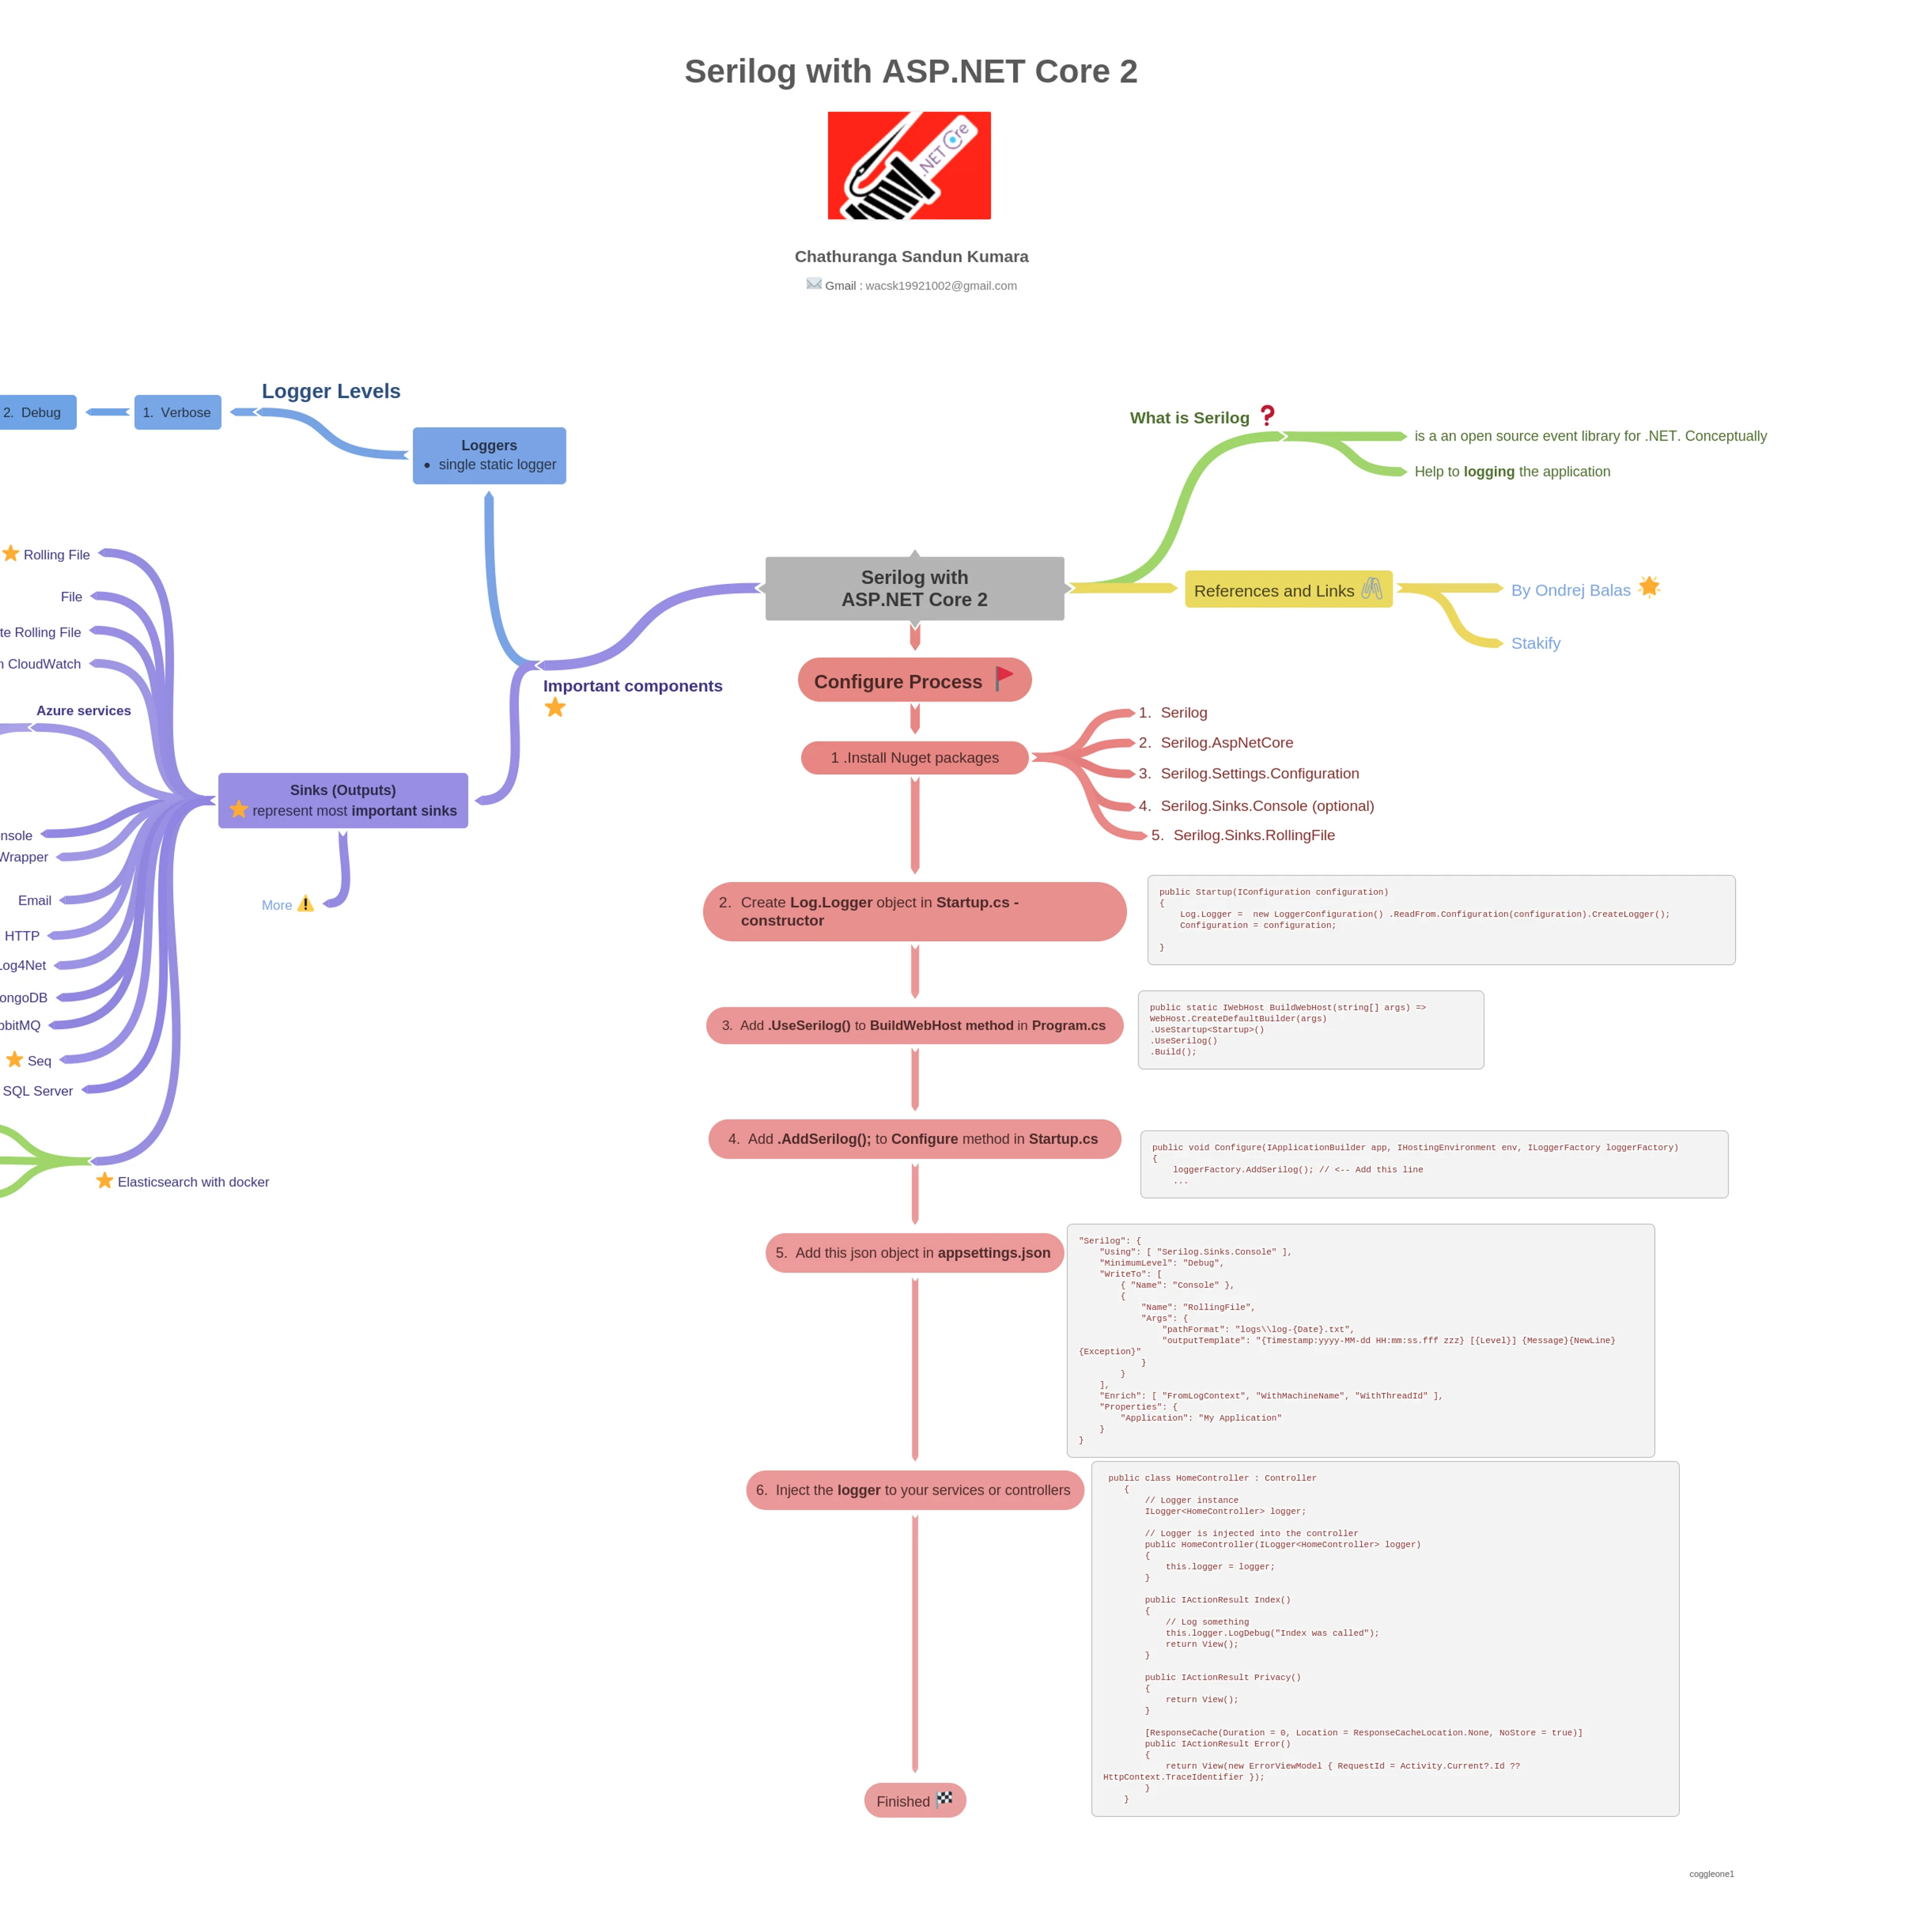 Serilog with ASP.NET Core 2
.NET Core
Chathuranga Sandun Kumara
Gmail : wacsk19921002@gmail.com
Logger Levels
2. Debug
1. Verbose
Loggers
• single static logger
What is Serilog
is a an open source event library for .NET. Conceptually
Help to logging the application
Serilog with
ASP.NET Core 2
References and Links
By Ondrej Balas
Stakify
Important components
Rolling File
File
te Rolling File
CloudWatch
Azure services
Sinks (Outputs)
represent most important sinks
nsole
Wrapper
Email
HTTP
Log4Net
ongoDB
bbitMQ
Seq
SQL Server
Elasticsearch with docker
More
Configure Process
1 .Install Nuget packages
1. Serilog
2. Serilog.AspNetCore
3. Serilog.Settings.Configuration
4. Serilog.Sinks.Console (optional)
5. Serilog.Sinks.RollingFile
2. Create Log.Logger object in Startup.cs -
constructor
public Startup(IConfiguration configuration)
{
Log.Logger =  new LoggerConfiguration() .ReadFrom.Configuration(configuration).CreateLogger();
Configuration = configuration;
}
3. Add .UseSerilog() to BuildWebHost method in Program.cs
public static IWebHost BuildWebHost(string[] args) =>
WebHost.CreateDefaultBuilder(args)
.UseStartup<Startup>()
.UseSerilog()
.Build();
4. Add .AddSerilog(); to Configure method in Startup.cs
public void Configure(IApplicationBuilder app, IHostingEnvironment env, ILoggerFactory loggerFactory)
{
loggerFactory.AddSerilog(); // <-- Add this line
...
5. Add this json object in appsettings.json
"Serilog": {
"Using": [ "Serilog.Sinks.Console" ],
"MinimumLevel": "Debug",
"WriteTo": [
{ "Name": "Console" },
{
"Name": "RollingFile",
"Args": {
"pathFormat": "logs\\log-{Date}.txt",
"outputTemplate": "{Timestamp:yyyy-MM-dd HH:mm:ss.fff zzz} [{Level}] {Message}{NewLine}
{Exception}"
}
}
],
"Enrich": [ "FromLogContext", "WithMachineName", "WithThreadId" ],
"Properties": {
"Application": "My Application"
}
}
6. Inject the logger to your services or controllers
public class HomeController : Controller
{
// Logger instance
ILogger<HomeController> logger;
// Logger is injected into the controller
public HomeController(ILogger<HomeController> logger)
{
this.logger = logger;
}
public IActionResult Index()
{
// Log something
this.logger.LogDebug("Index was called");
return View();
}
public IActionResult Privacy()
{
return View();
}
[ResponseCache(Duration = 0, Location = ResponseCacheLocation.None, NoStore = true)]
public IActionResult Error()
{
return View(new ErrorViewModel { RequestId = Activity.Current?.Id ??
HttpContext.TraceIdentifier });
}
}
Finished
coggleone1